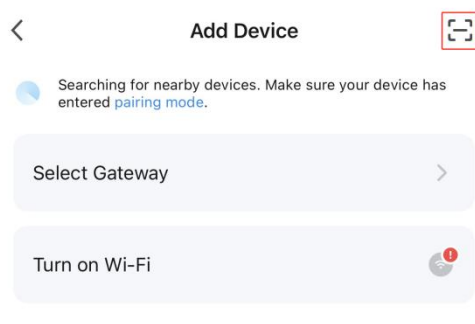 Add Device
Searching for nearby devices. Make sure your device has
entered pairing mode.
Select Gateway
Turn on Wi-Fi